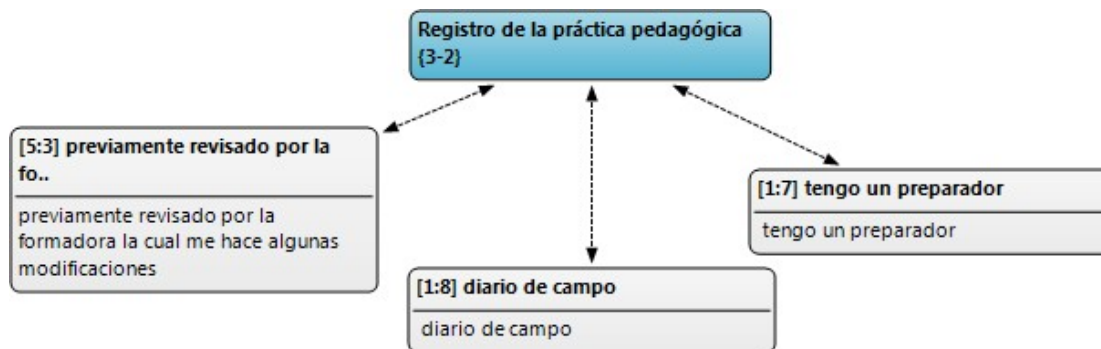 Registro de la práctica pedagógica
{3-2}
[5:3] previamente revisado por la
fo..
previamente revisado por la
formadora la cual me hace algunas
modificaciones
[1:8] diario de campo
diario de campo
[1:7] tengo un preparador
tengo un preparador